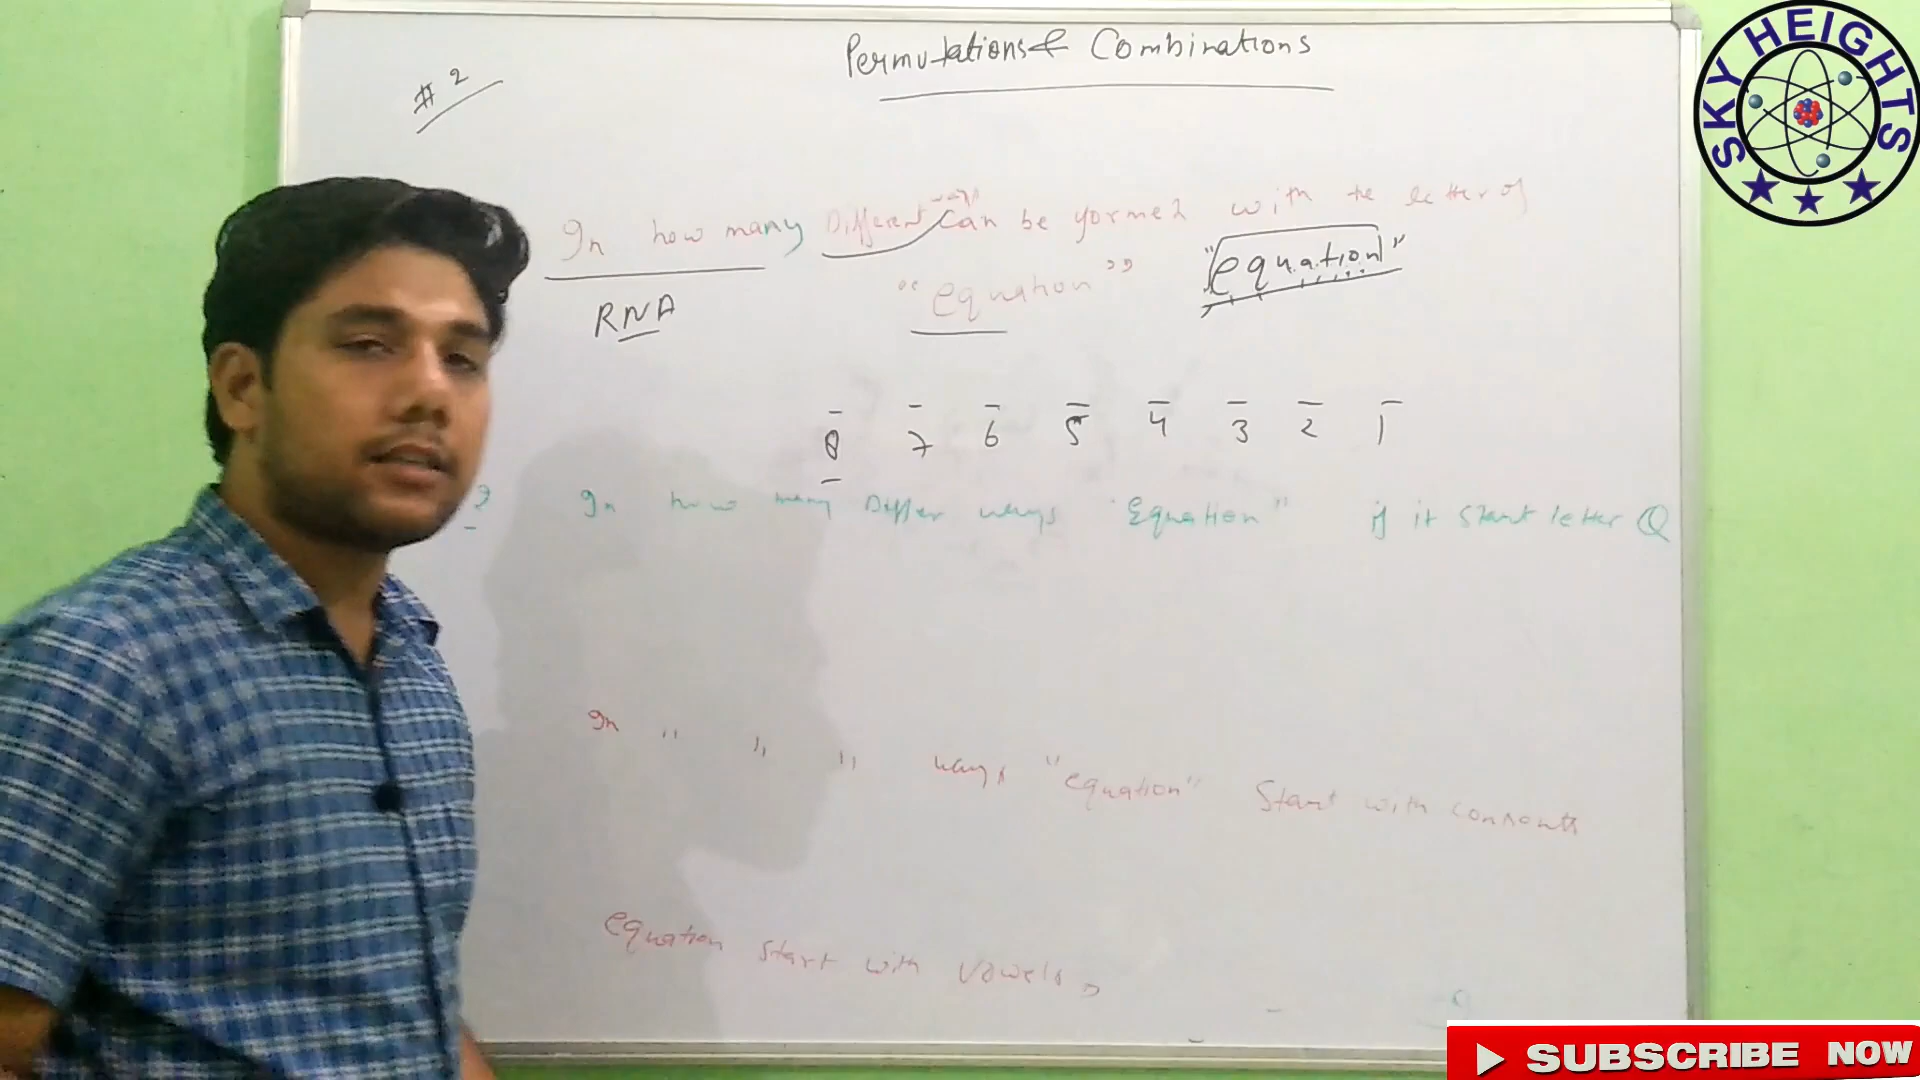 Permutations & Combinations
# 2
In how many Different ways can be formed with the letter of
"equation" "equation"
RNA
8 7 6 5 4 3 2 1
2 In how many Differ ways "Equation" if it start letter Q
In " " " ways "equation" Start with consonants
equation start with vowels,
SKY HEIGHTS
SUBSCRIBE NOW